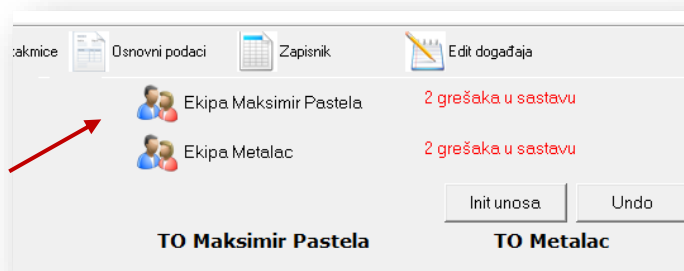 takmice Osnovni podaci Zapisnik Edit događaja
Ekipa Maksimir Pastela 2 grešaka u sastavu
Ekipa Metalac 2 grešaka u sastavu
Init unosa Undo
TO Maksimir Pastela TO Metalac